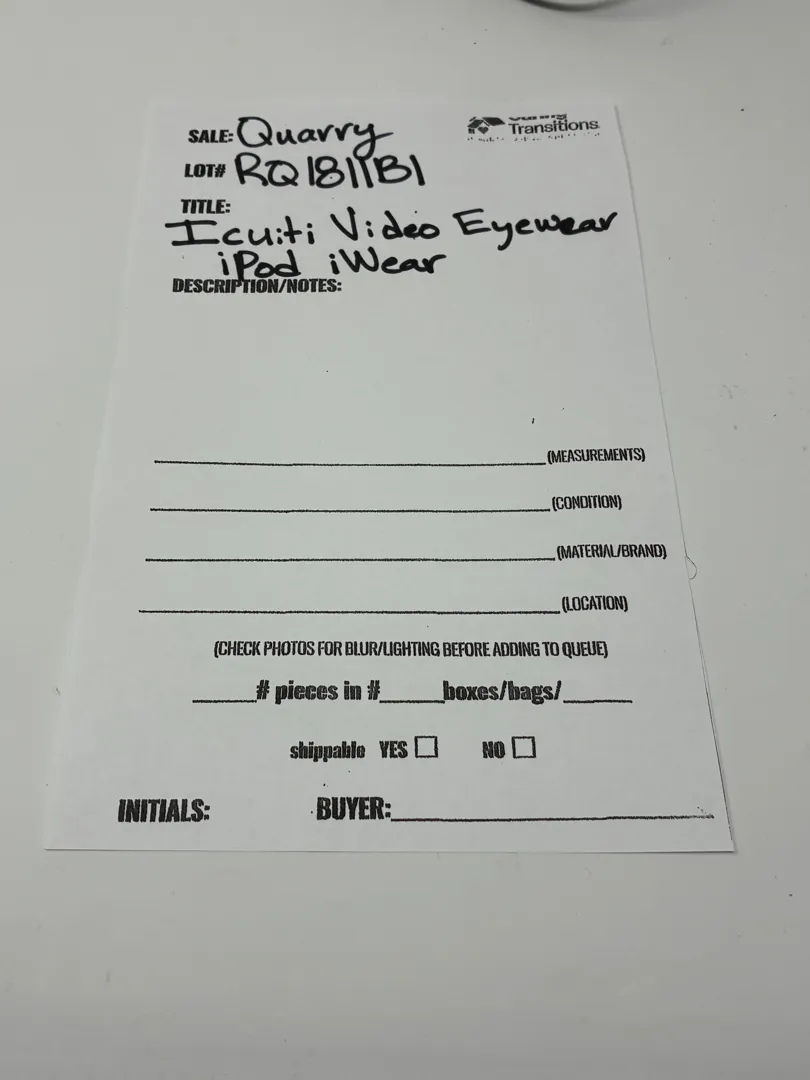 SALE: Quarry
Transitions
LOT# RQ1811B1
TITLE:
Icuiti Video Eyewear
iPod iWear
DESCRIPTION/NOTES:
(MEASUREMENTS)
(CONDITION)
(MATERIAL/BRAND)
(LOCATION)
(CHECK PHOTOS FOR BLUR/LIGHTING BEFORE ADDING TO QUEUE)
# pieces in # boxes/bags/
shippable YES NO
INITIALS: BUYER: